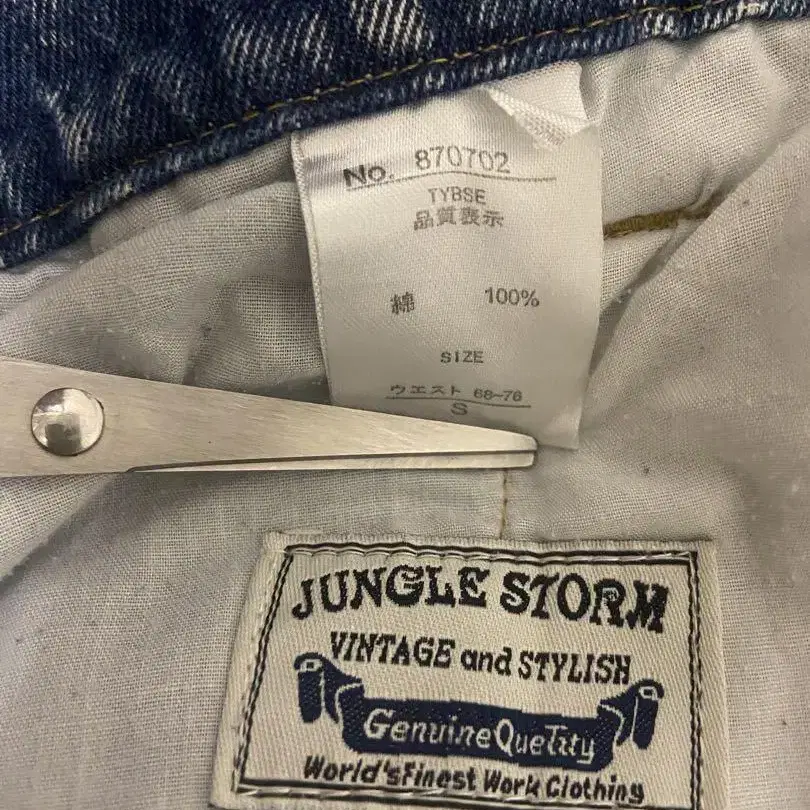 No. 870702
TYBSE
品質表示
綿 100%
SIZE
ウエスト 68~76
S
JUNGLE STORM
VINTAGE and STYLISH
Genuine QueTity
World's Finest Work Clothing